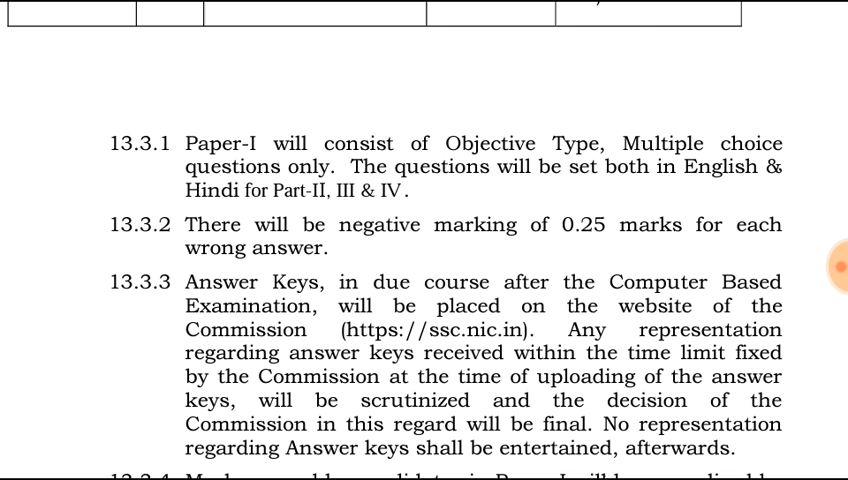 13.3.1 Paper-I will consist of Objective Type, Multiple choice
questions only. The questions will be set both in English &
Hindi for Part-II, III & IV.
13.3.2 There will be negative marking of 0.25 marks for each
wrong answer.
13.3.3 Answer Keys, in due course after the Computer Based
Examination, will be placed on the website of the
Commission (https://ssc.nic.in). Any representation
regarding answer keys received within the time limit fixed
by the Commission at the time of uploading of the answer
keys, will be scrutinized and the decision of the
Commission in this regard will be final. No representation
regarding Answer keys shall be entertained, afterwards.